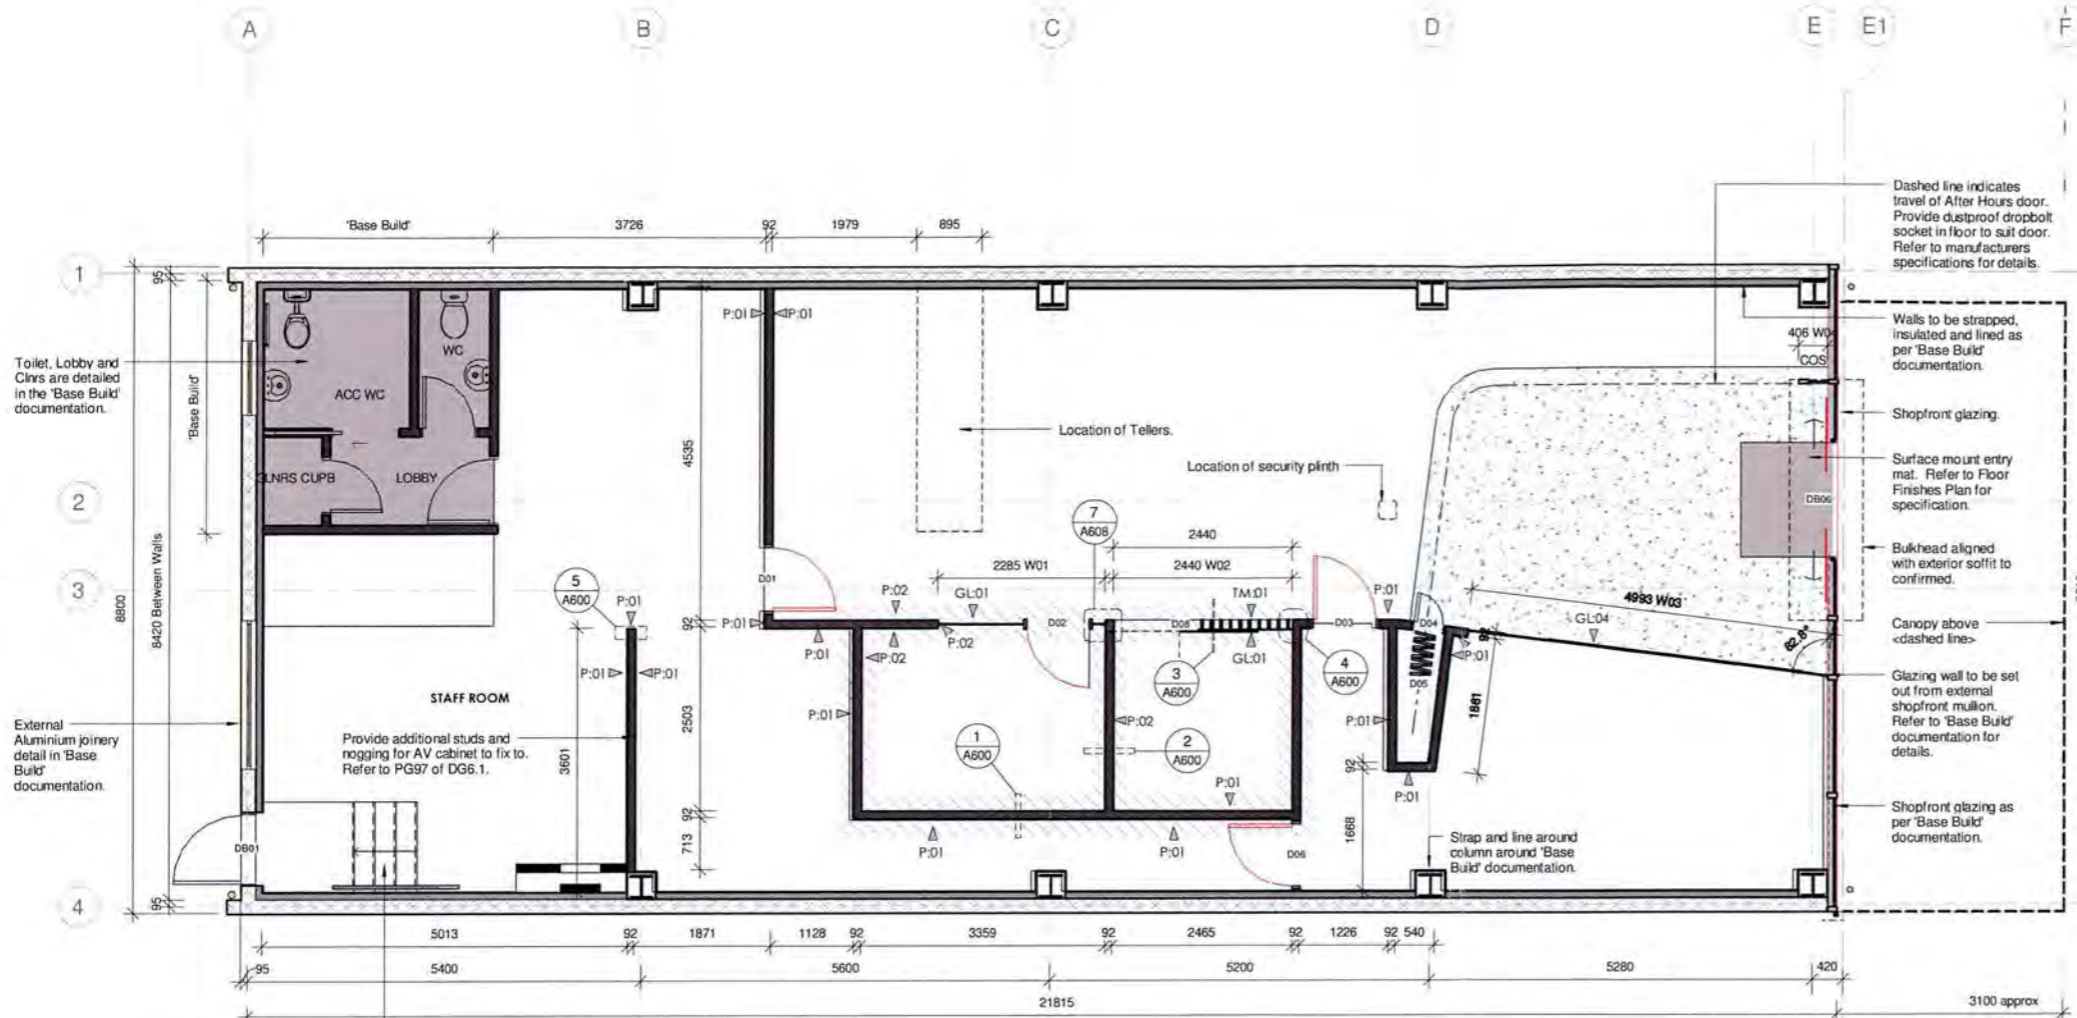 A
B
C
D
E
E1
F
'Base Build'
3726
92
1979
895
1
95
2
3
4
8800
8420 Between Walls
95
'Base Build'
Toilet, Lobby and
Clnrs are detailed
in the 'Base Build'
documentation.
External
Aluminium joinery
detail in 'Base
Build'
documentation.
WC
ACC WC
LOBBY
STAFF ROOM
Provide additional studs and
nogging for AV cabinet to fix to.
Refer to PG97 of DG6.1.
3601
DB01
5
A600
P:01
P:01
P:01
P:01
P:01
4535
92
2503
92
713
D01
P:01
P:01
P:02
P:02
GL:01
P:02
P:01
Location of Tellers.
Location of security plinth
7
A608
2285 W01
2440
2440 W02
D02
D08
TM:01
GL:01
3
A600
4
A600
D03
P:01
D04
D05
P:01
P:01
92
1861
P:01
92
1668
P:02
1
A600
2
A600
P:01
P:01
P:01
D06
4993 W03
GL:04
82.8°
COS
DB06
Dashed line indicates
travel of After Hours door.
Provide dustproof dropbolt
socket in floor to suit door.
Refer to manufacturers
specifications for details.
Walls to be strapped,
insulated and lined as
per 'Base Build'
documentation.
Shopfront glazing.
Surface mount entry
mat. Refer to Floor
Finishes Plan for
specification.
Bulkhead aligned
with exterior soffit to
confirmed.
Canopy above
<dashed line>
Glazing wall to be set
out from external
shopfront mullion.
Refer to 'Base Build'
documentation for
details.
Shopfront glazing as
per 'Base Build'
documentation.
Strap and line around
column around 'Base
Build' documentation.
5013
92
1871
1128
92
3359
92
2465
92
1226
92
540
95
5400
5600
5200
5280
420
21815
3100 approx